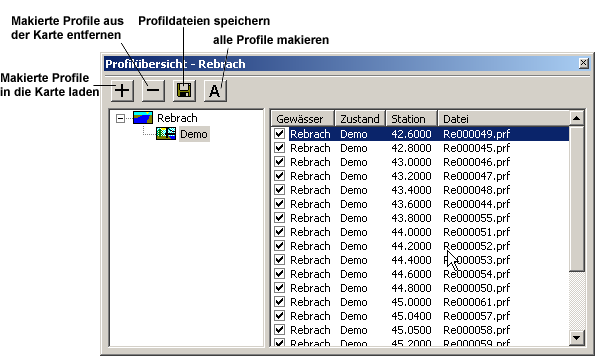 Makierte Profile aus
der Karte entfernen
Profildateien speichern
alle Profile makieren
Makierte Profile
in die Karte laden
Profilübersicht - Rebrach
A
Rebrach
Demo
Gewässer Zustand Station Datei
Rebrach Demo 42.6000 Re000049.prf
Rebrach Demo 42.8000 Re000045.prf
Rebrach Demo 43.0000 Re000046.prf
Rebrach Demo 43.2000 Re000047.prf
Rebrach Demo 43.4000 Re000048.prf
Rebrach Demo 43.6000 Re000044.prf
Rebrach Demo 43.8000 Re000055.prf
Rebrach Demo 44.0000 Re000051.prf
Rebrach Demo 44.2000 Re000052.prf
Rebrach Demo 44.4000 Re000053.prf
Rebrach Demo 44.6000 Re000054.prf
Rebrach Demo 44.8000 Re000050.prf
Rebrach Demo 45.0000 Re000061.prf
Rebrach Demo 45.0400 Re000057.prf
Rebrach Demo 45.0500 Re000058.prf
Rebrach Demo 45.2000 Re000059.prf